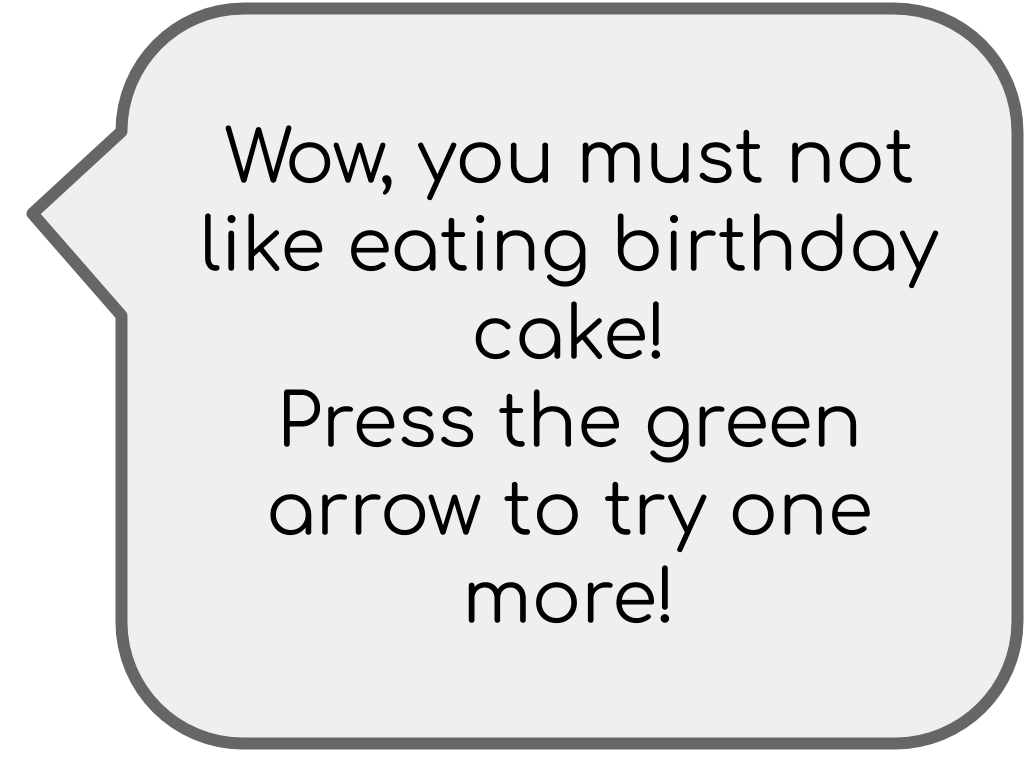 Wow, you must not
like eating birthday
cake!
Press the green
arrow to try one
more!